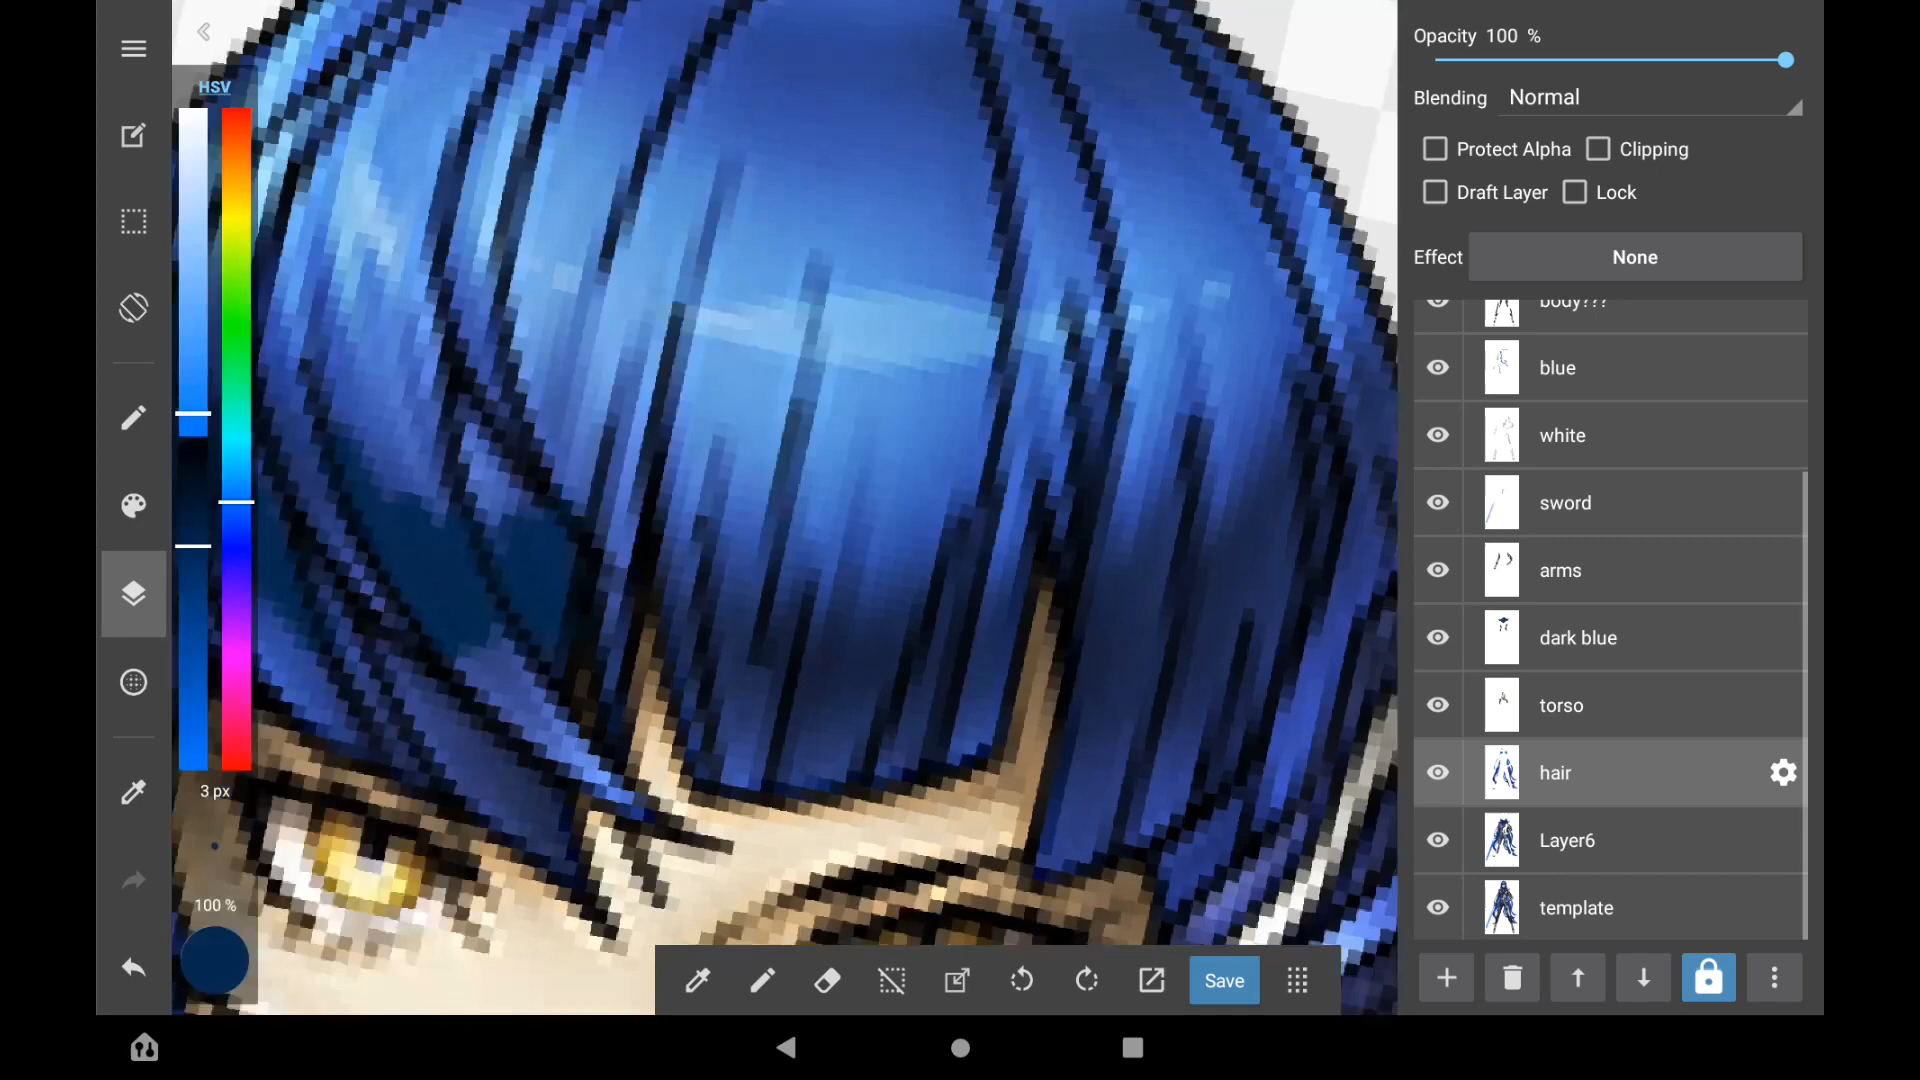 HSV
3 px
100 %
Save
Opacity 100 %
Blending Normal
Protect Alpha Clipping
Draft Layer Lock
Effect None
body???
blue
white
sword
arms
dark blue
torso
hair
Layer6
template